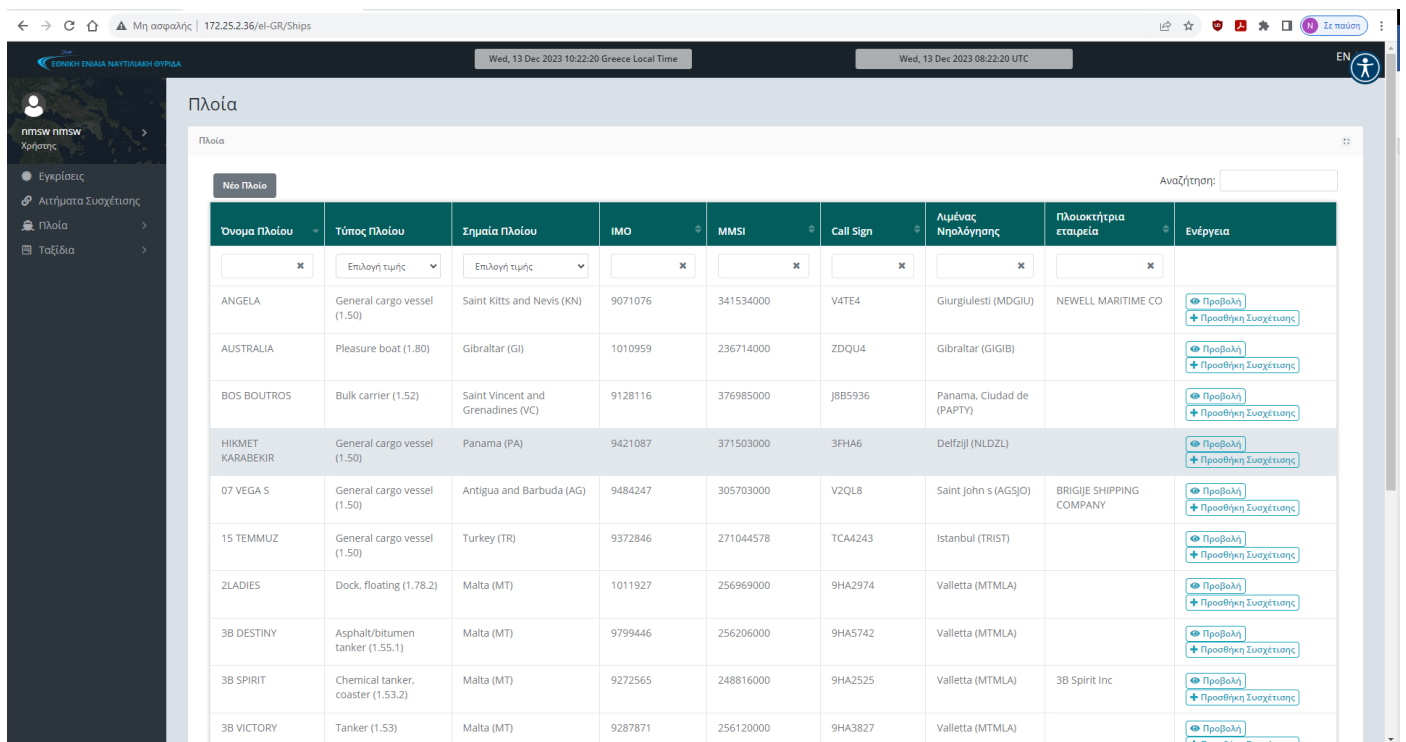 Μη ασφαλής | 172.25.2.36/el-GR/Ships
N Σε παύση
ΕΘΝΙΚΗ ΕΝΙΑΙΑ ΝΑΥΤΙΛΙΑΚΗ ΘΥΡΙΔΑ
Wed, 13 Dec 2023 10:22:20 Greece Local Time
Wed, 13 Dec 2023 08:22:20 UTC
EN
nmsw nmsw
Χρήστης
Εγκρίσεις
Αιτήματα Συσχέτισης
Πλοία
Ταξίδια
Πλοία
Πλοία
Νέο Πλοίο
Αναζήτηση:
Όνομα Πλοίου Τύπος Πλοίου Σημαία Πλοίου IMO MMSI Call Sign Λιμένας Νηολόγησης Πλοιοκτήτρια εταιρεία Ενέργεια
Επιλογή τιμής Επιλογή τιμής
ANGELA General cargo vessel Saint Kitts and Nevis (KN) 9071076 341534000 V4TE4 Giurgiulesti (MDGIU) NEWELL MARITIME CO Προβολή
(1.50) Προσθήκη Συσχέτισης
AUSTRALIA Pleasure boat (1.80) Gibraltar (GI) 1010959 236714000 ZDQU4 Gibraltar (GIGIB) Προβολή
Προσθήκη Συσχέτισης
BOS BOUTROS Bulk carrier (1.52) Saint Vincent and 9128116 376985000 J8B5936 Panama, Ciudad de Προβολή
Grenadines (VC) (PAPTY) Προσθήκη Συσχέτισης
HIKMET General cargo vessel Panama (PA) 9421087 371503000 3FHA6 Delfzijl (NLDZL) Προβολή
KARABEKIR (1.50) Προσθήκη Συσχέτισης
07 VEGA S General cargo vessel Antigua and Barbuda (AG) 9484247 305703000 V2QL8 Saint John s (AGSJO) BRIGIJE SHIPPING Προβολή
(1.50) COMPANY Προσθήκη Συσχέτισης
15 TEMMUZ General cargo vessel Turkey (TR) 9372846 271044578 TCA4243 Istanbul (TRIST) Προβολή
(1.50) Προσθήκη Συσχέτισης
2LADIES Dock, floating (1.78.2) Malta (MT) 1011927 256969000 9HA2974 Valletta (MTMLA) Προβολή
Προσθήκη Συσχέτισης
3B DESTINY Asphalt/bitumen Malta (MT) 9799446 256206000 9HA5742 Valletta (MTMLA) Προβολή
tanker (1.55.1) Προσθήκη Συσχέτισης
3B SPIRIT Chemical tanker, Malta (MT) 9272565 248816000 9HA2525 Valletta (MTMLA) 3B Spirit Inc Προβολή
coaster (1.53.2) Προσθήκη Συσχέτισης
3B VICTORY Tanker (1.53) Malta (MT) 9287871 256120000 9HA3827 Valletta (MTMLA) Προβολή